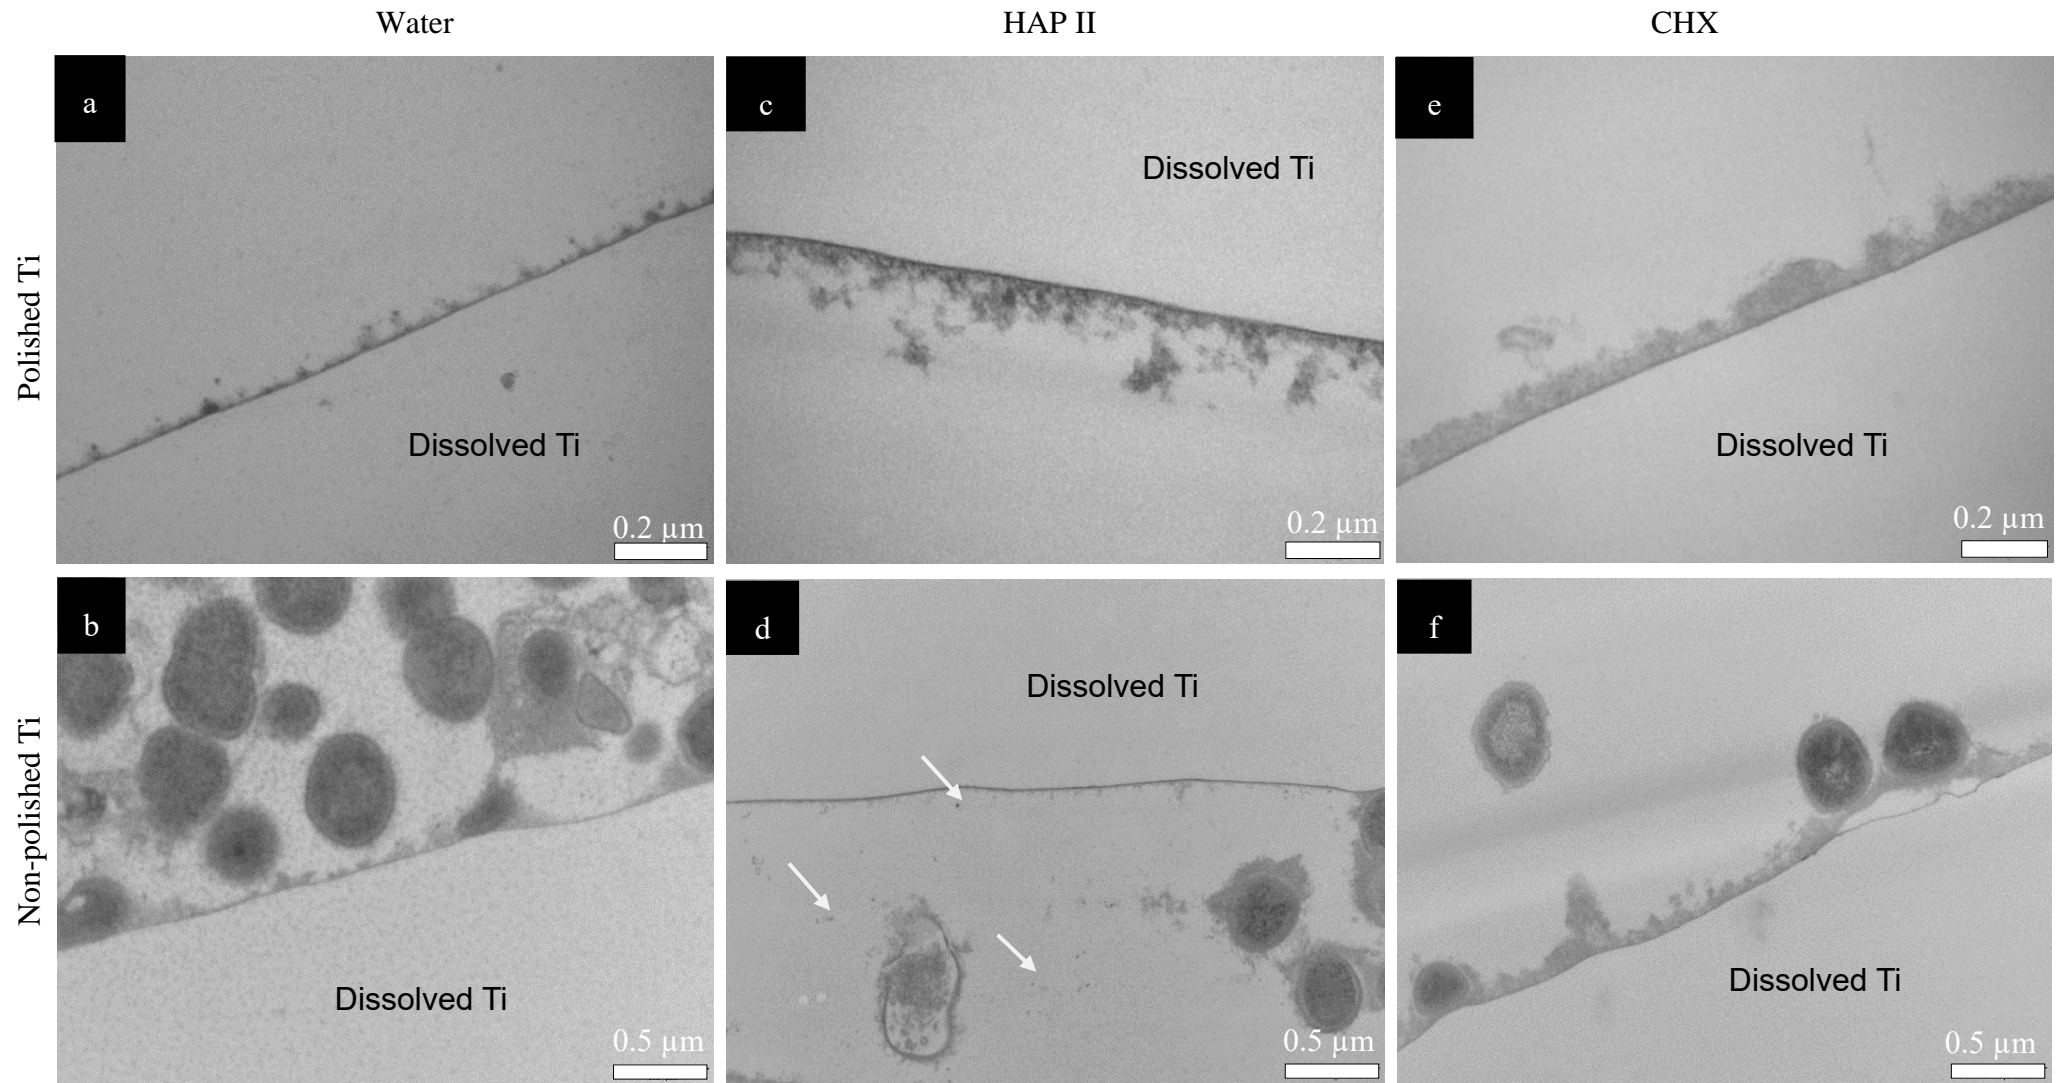 Water
HAP II
CHX
Polished Ti
a
Dissolved Ti
0.2 µm
c
Dissolved Ti
0.2 µm
e
Dissolved Ti
0.2 µm
Non-polished Ti
b
Dissolved Ti
0.5 µm
d
Dissolved Ti
0.5 µm
f
Dissolved Ti
0.5 µm